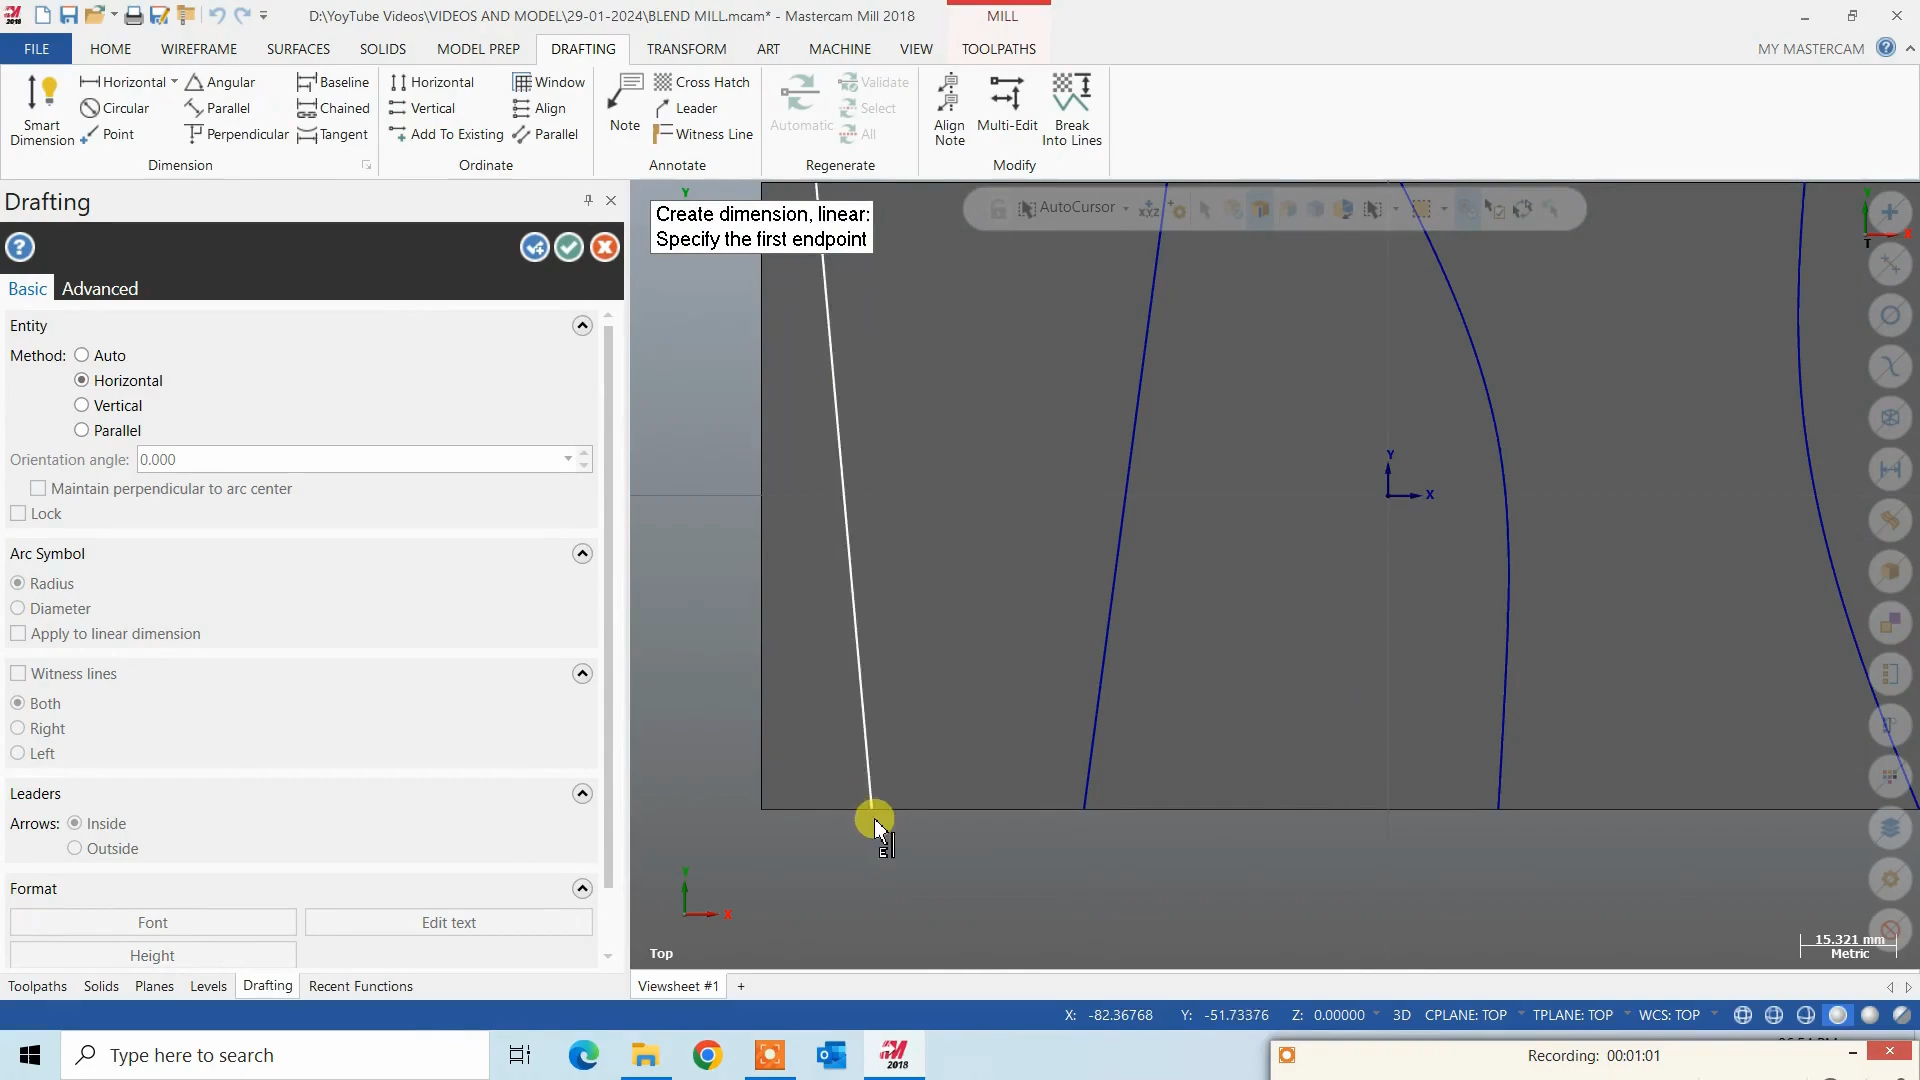 2018
D:\YoyTube Videos\VIDEOS AND MODEL\29-01-2024\BLEND MILL.mcam* - Mastercam Mill 2018
MILL
FILE
HOME
WIREFRAME
SURFACES
SOLIDS
MODEL PREP
DRAFTING
TRANSFORM
ART
MACHINE
VIEW
TOOLPATHS
MY MASTERCAM
Smart
Dimension
Horizontal
Circular
Point
Angular
Parallel
Perpendicular
Baseline
Chained
Tangent
Dimension
Horizontal
Vertical
Add To Existing
Window
Align
Parallel
Ordinate
Note
Cross Hatch
Leader
Witness Line
Annotate
Automatic
Validate
Select
All
Regenerate
Align
Note
Multi-Edit
Break
Into Lines
Modify
Drafting
Basic
Advanced
Entity
Method:
Auto
Horizontal
Vertical
Parallel
Orientation angle:
0.000
Maintain perpendicular to arc center
Lock
Arc Symbol
Radius
Diameter
Apply to linear dimension
Witness lines
Both
Right
Left
Leaders
Arrows:
Inside
Outside
Format
Font
Edit text
Height
Toolpaths
Solids
Planes
Levels
Drafting
Recent Functions
Y
Create dimension, linear:
Specify the first endpoint
AutoCursor
Y
X
T
Y
X
E
Y
X
Top
15.321 mm
Metric
Viewsheet #1
+
X: -82.36768
Y: -51.73376
Z: 0.00000
3D
CPLANE: TOP
TPLANE: TOP
WCS: TOP
Type here to search
2018
Recording: 00:01:01